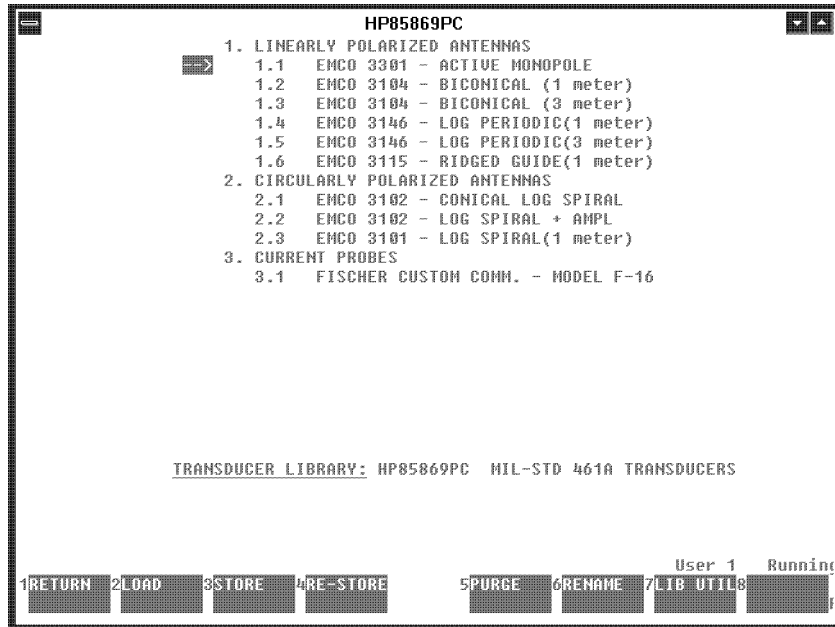 HP85869PC
1. LINEARLY POLARIZED ANTENNAS
---> 1.1 EMCO 3301 - ACTIVE MONOPOLE
1.2 EMCO 3104 - BICONICAL (1 meter)
1.3 EMCO 3104 - BICONICAL (3 meter)
1.4 EMCO 3146 - LOG PERIODIC(1 meter)
1.5 EMCO 3146 - LOG PERIODIC(3 meter)
1.6 EMCO 3115 - RIDGED GUIDE(1 meter)
2. CIRCULARLY POLARIZED ANTENNAS
2.1 EMCO 3102 - CONICAL LOG SPIRAL
2.2 EMCO 3102 - LOG SPIRAL + AMPL
2.3 EMCO 3101 - LOG SPIRAL(1 meter)
3. CURRENT PROBES
3.1 FISCHER CUSTOM COMM. - MODEL F-16
TRANSDUCER LIBRARY: HP85869PC MIL-STD 461A TRANSDUCERS
User 1 Running
1RETURN 2LOAD 3STORE 4RE-STORE 5PURGE 6RENAME 7LIB UTIL8